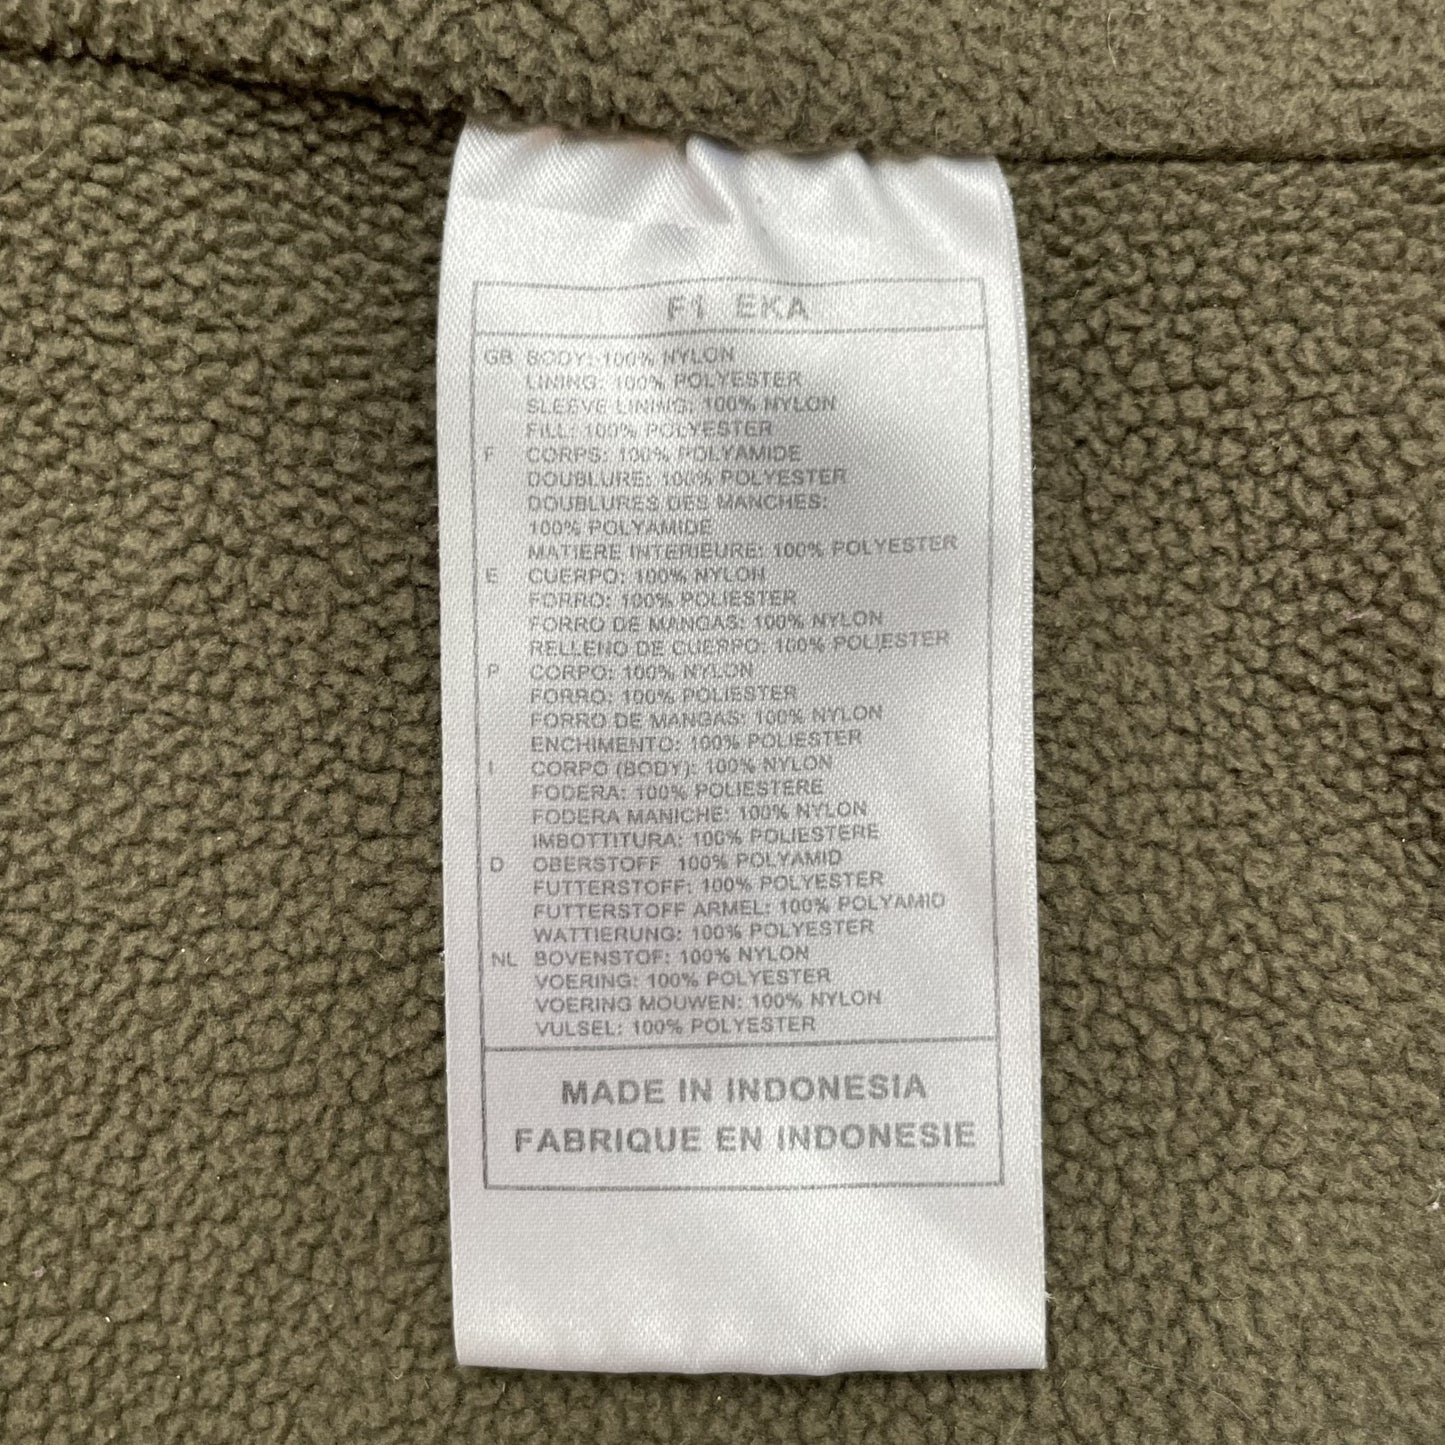 F1 EKA
GB BODY: 100% NYLON
LINING: 100% POLYESTER
SLEEVE LINING: 100% NYLON
FILL: 100% POLYESTER
F CORPS: 100% POLYAMIDE
DOUBLURE: 100% POLYESTER
DOUBLURES DES MANCHES:
100% POLYAMIDE
MATIERE INTERIEURE: 100% POLYESTER
E CUERPO: 100% NYLON
FORRO: 100% POLIESTER
FORRO DE MANGAS: 100% NYLON
RELLENO DE CUERPO: 100% POLIESTER
P CORPO: 100% NYLON
FORRO: 100% POLIESTER
FORRO DE MANGAS: 100% NYLON
ENCHIMENTO: 100% POLIESTER
I CORPO (BODY): 100% NYLON
FODERA: 100% POLIESTERE
FODERA MANICHE: 100% NYLON
IMBOTTITURA: 100% POLIESTERE
D OBERSTOFF 100% POLYAMID
FUTTERSTOFF: 100% POLYESTER
FUTTERSTOFF ARMEL: 100% POLYAMID
WATTIERUNG: 100% POLYESTER
NL BOVENSTOF: 100% NYLON
VOERING: 100% POLYESTER
VOERING MOUWEN: 100% NYLON
VULSEL: 100% POLYESTER
MADE IN INDONESIA
FABRIQUE EN INDONESIE